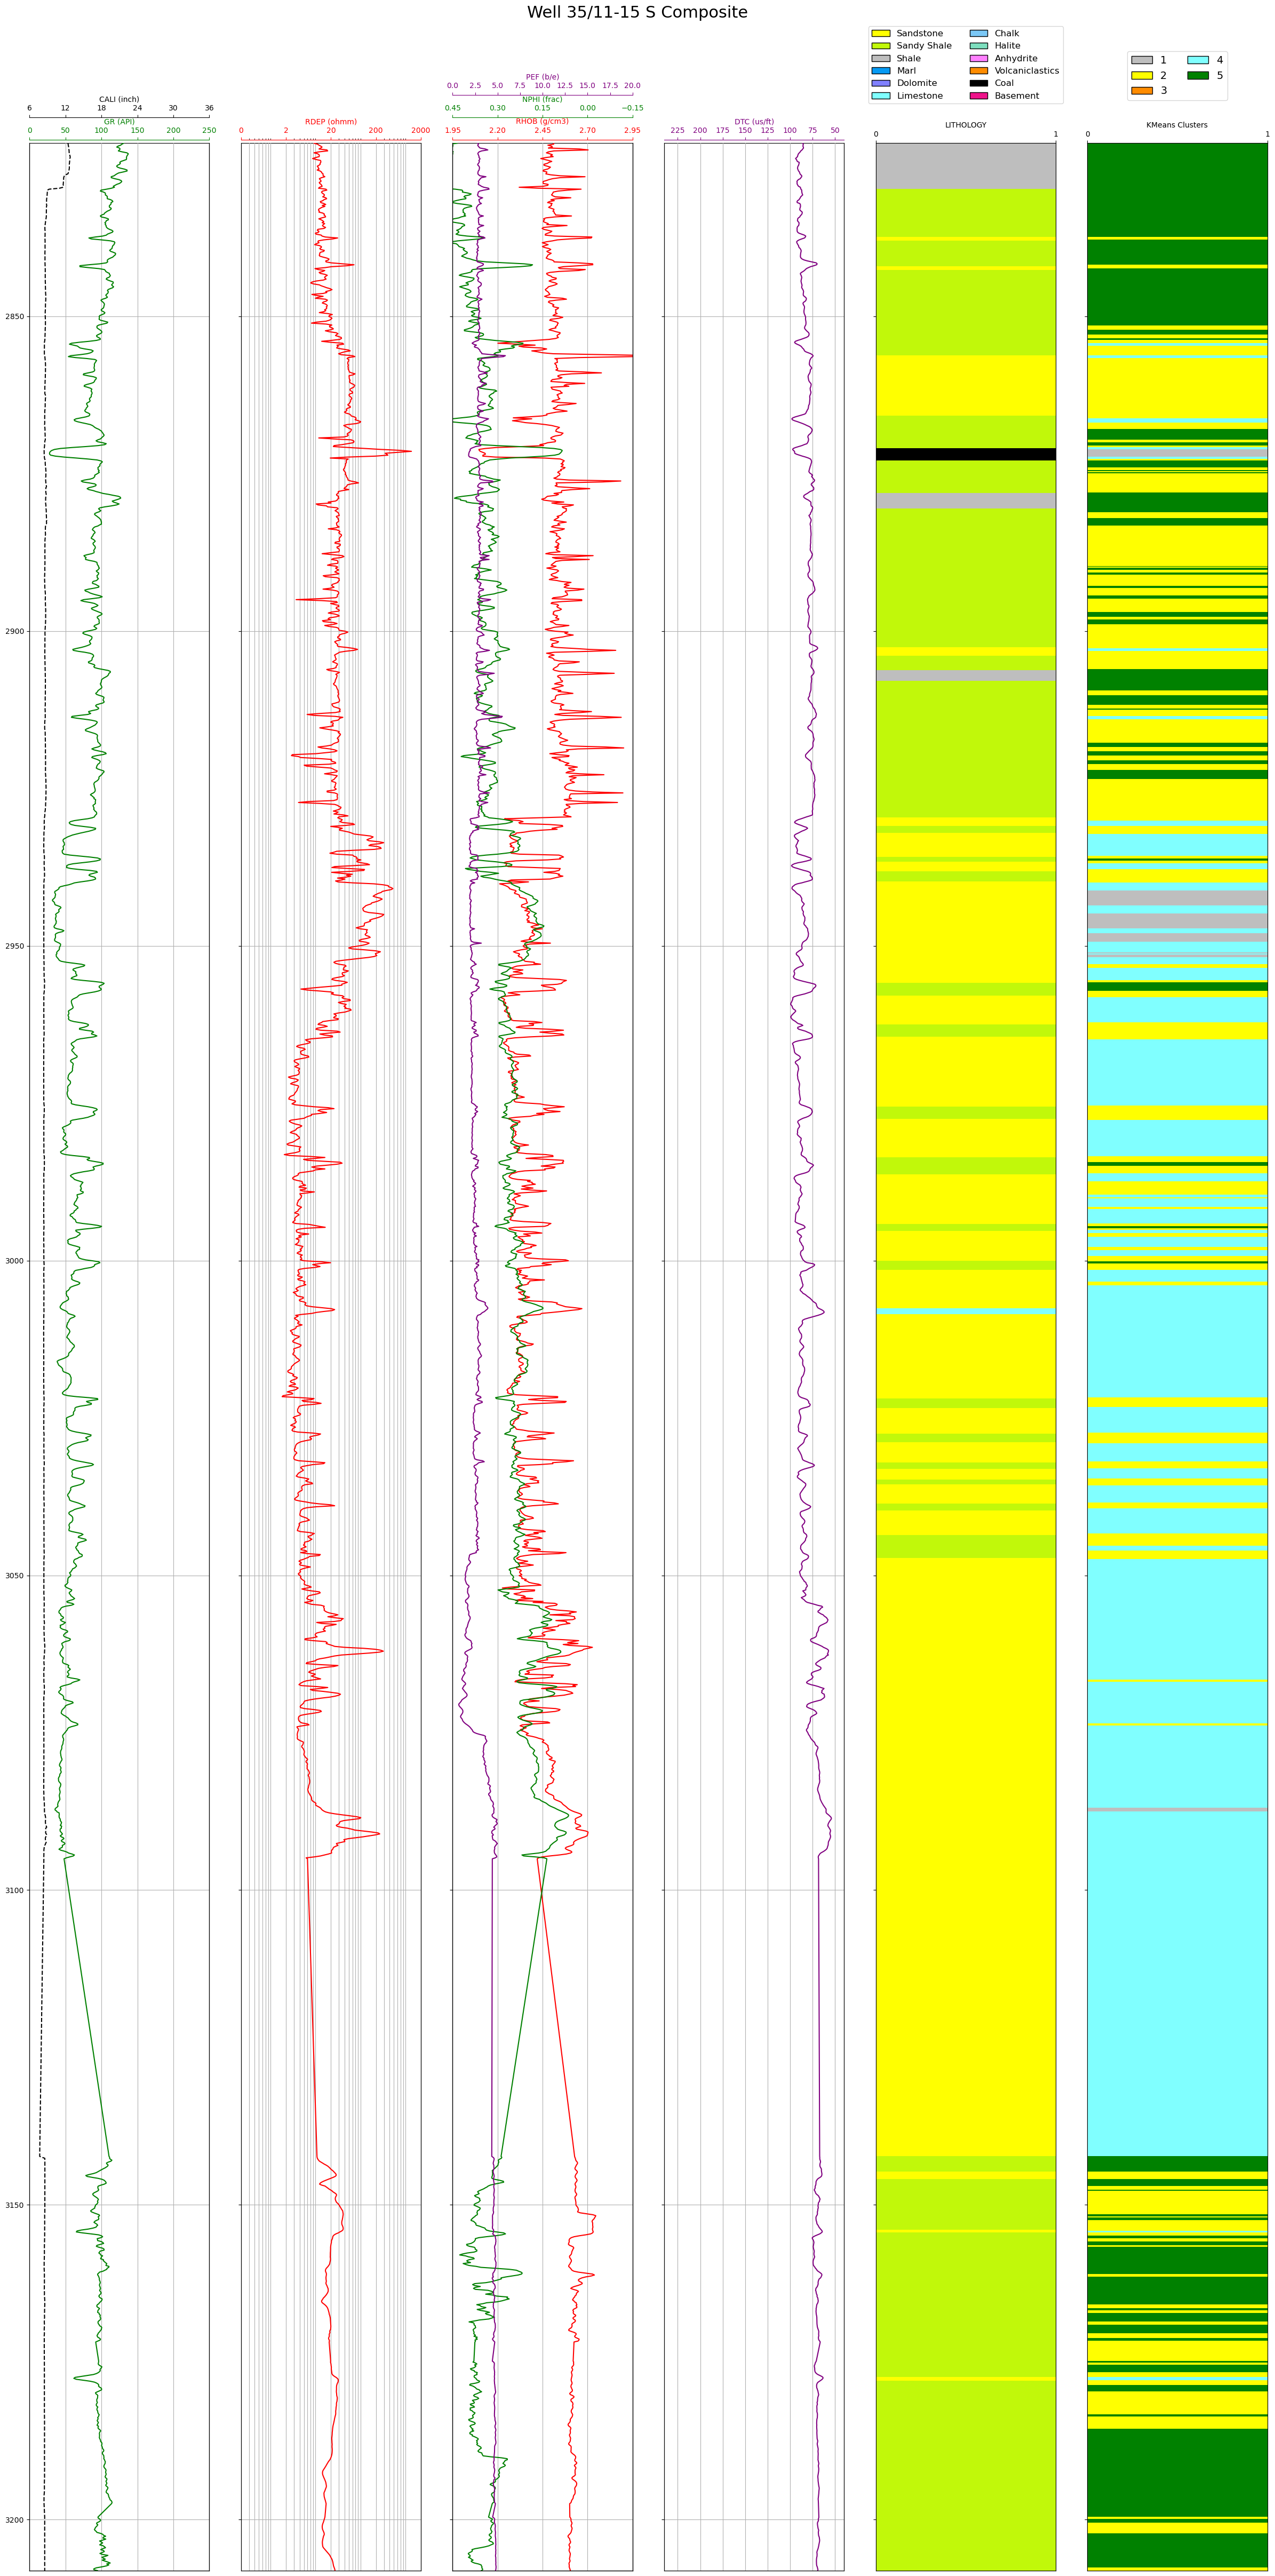 Well 35/11-15 S Composite
Sandstone Chalk
Sandy Shale Halite
Shale Anhydrite
Marl Volcaniclastics
Dolomite Coal
Limestone Basement
1 4
2 5
3
PEF (b/e)
0.0 2.5 5.0 7.5 10.0 12.5 15.0 17.5 20.0
CALI (inch) NPHI (frac)
6 12 18 24 30 36 0.45 0.30 0.15 0.00 −0.15
GR (API) RDEP (ohmm) RHOB (g/cm3) DTC (us/ft) LITHOLOGY KMeans Clusters
0 50 100 150 200 250 0 2 20 200 2000 1.95 2.20 2.45 2.70 2.95 225 200 175 150 125 100 75 50 0 1 0 1
2850
2900
2950
3000
3050
3100
3150
3200